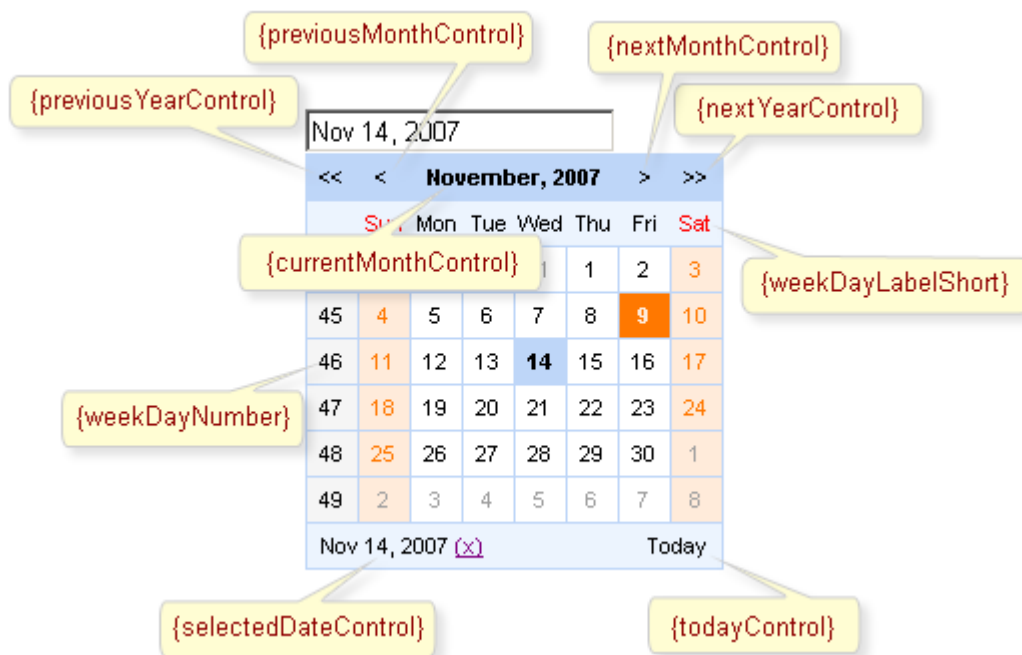 {previousMonthControl}
{nextMonthControl}
{previousYearControl}
{nextYearControl}
Nov 14, 2007
<< < November, 2007 > >>
Sun Mon Tue Wed Thu Fri Sat
{currentMonthControl}
1 1 2 3
{weekDayLabelShort}
45 4 5 6 7 8 9 10
46 11 12 13 14 15 16 17
{weekDayNumber}
47 18 19 20 21 22 23 24
48 25 26 27 28 29 30 1
49 2 3 4 5 6 7 8
Nov 14, 2007 (x) Today
{selectedDateControl}
{todayControl}